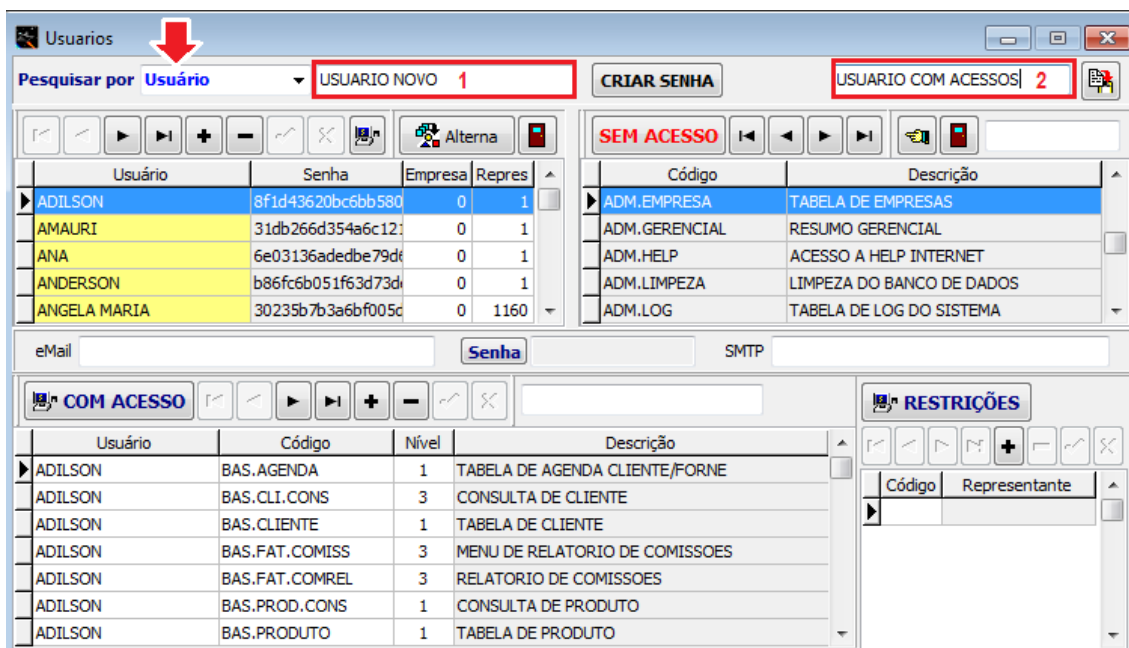 Usuarios
Pesquisar por Usuário USUARIO NOVO 1 CRIAR SENHA USUARIO COM ACESSOS 2
Alterna SEM ACESSO
Usuário Senha Empresa Repres Código Descrição
ADILSON 8f1d43620bc6bb580 0 1 ADM.EMPRESA TABELA DE EMPRESAS
AMAURI 31db266d354a6c121 0 1 ADM.GERENCIAL RESUMO GERENCIAL
ANA 6e03136adedbe79d6 0 1 ADM.HELP ACESSO A HELP INTERNET
ANDERSON b86fc6b051f63d73d 0 1 ADM.LIMPEZA LIMPEZA DO BANCO DE DADOS
ANGELA MARIA 30235b7b3a6bf005 0 1160 ADM.LOG TABELA DE LOG DO SISTEMA
eMail Senha SMTP
COM ACESSO RESTRIÇÕES
Usuário Código Nível Descrição
ADILSON BAS.AGENDA 1 TABELA DE AGENDA CLIENTE/FORNE
Código Representante
ADILSON BAS.CLI.CONS 3 CONSULTA DE CLIENTE
ADILSON BAS.CLIENTE 1 TABELA DE CLIENTE
ADILSON BAS.FAT.COMISS 3 MENU DE RELATORIO DE COMISSOES
ADILSON BAS.FAT.COMREL 3 RELATORIO DE COMISSOES
ADILSON BAS.PROD.CONS 1 CONSULTA DE PRODUTO
ADILSON BAS.PRODUTO 1 TABELA DE PRODUTO